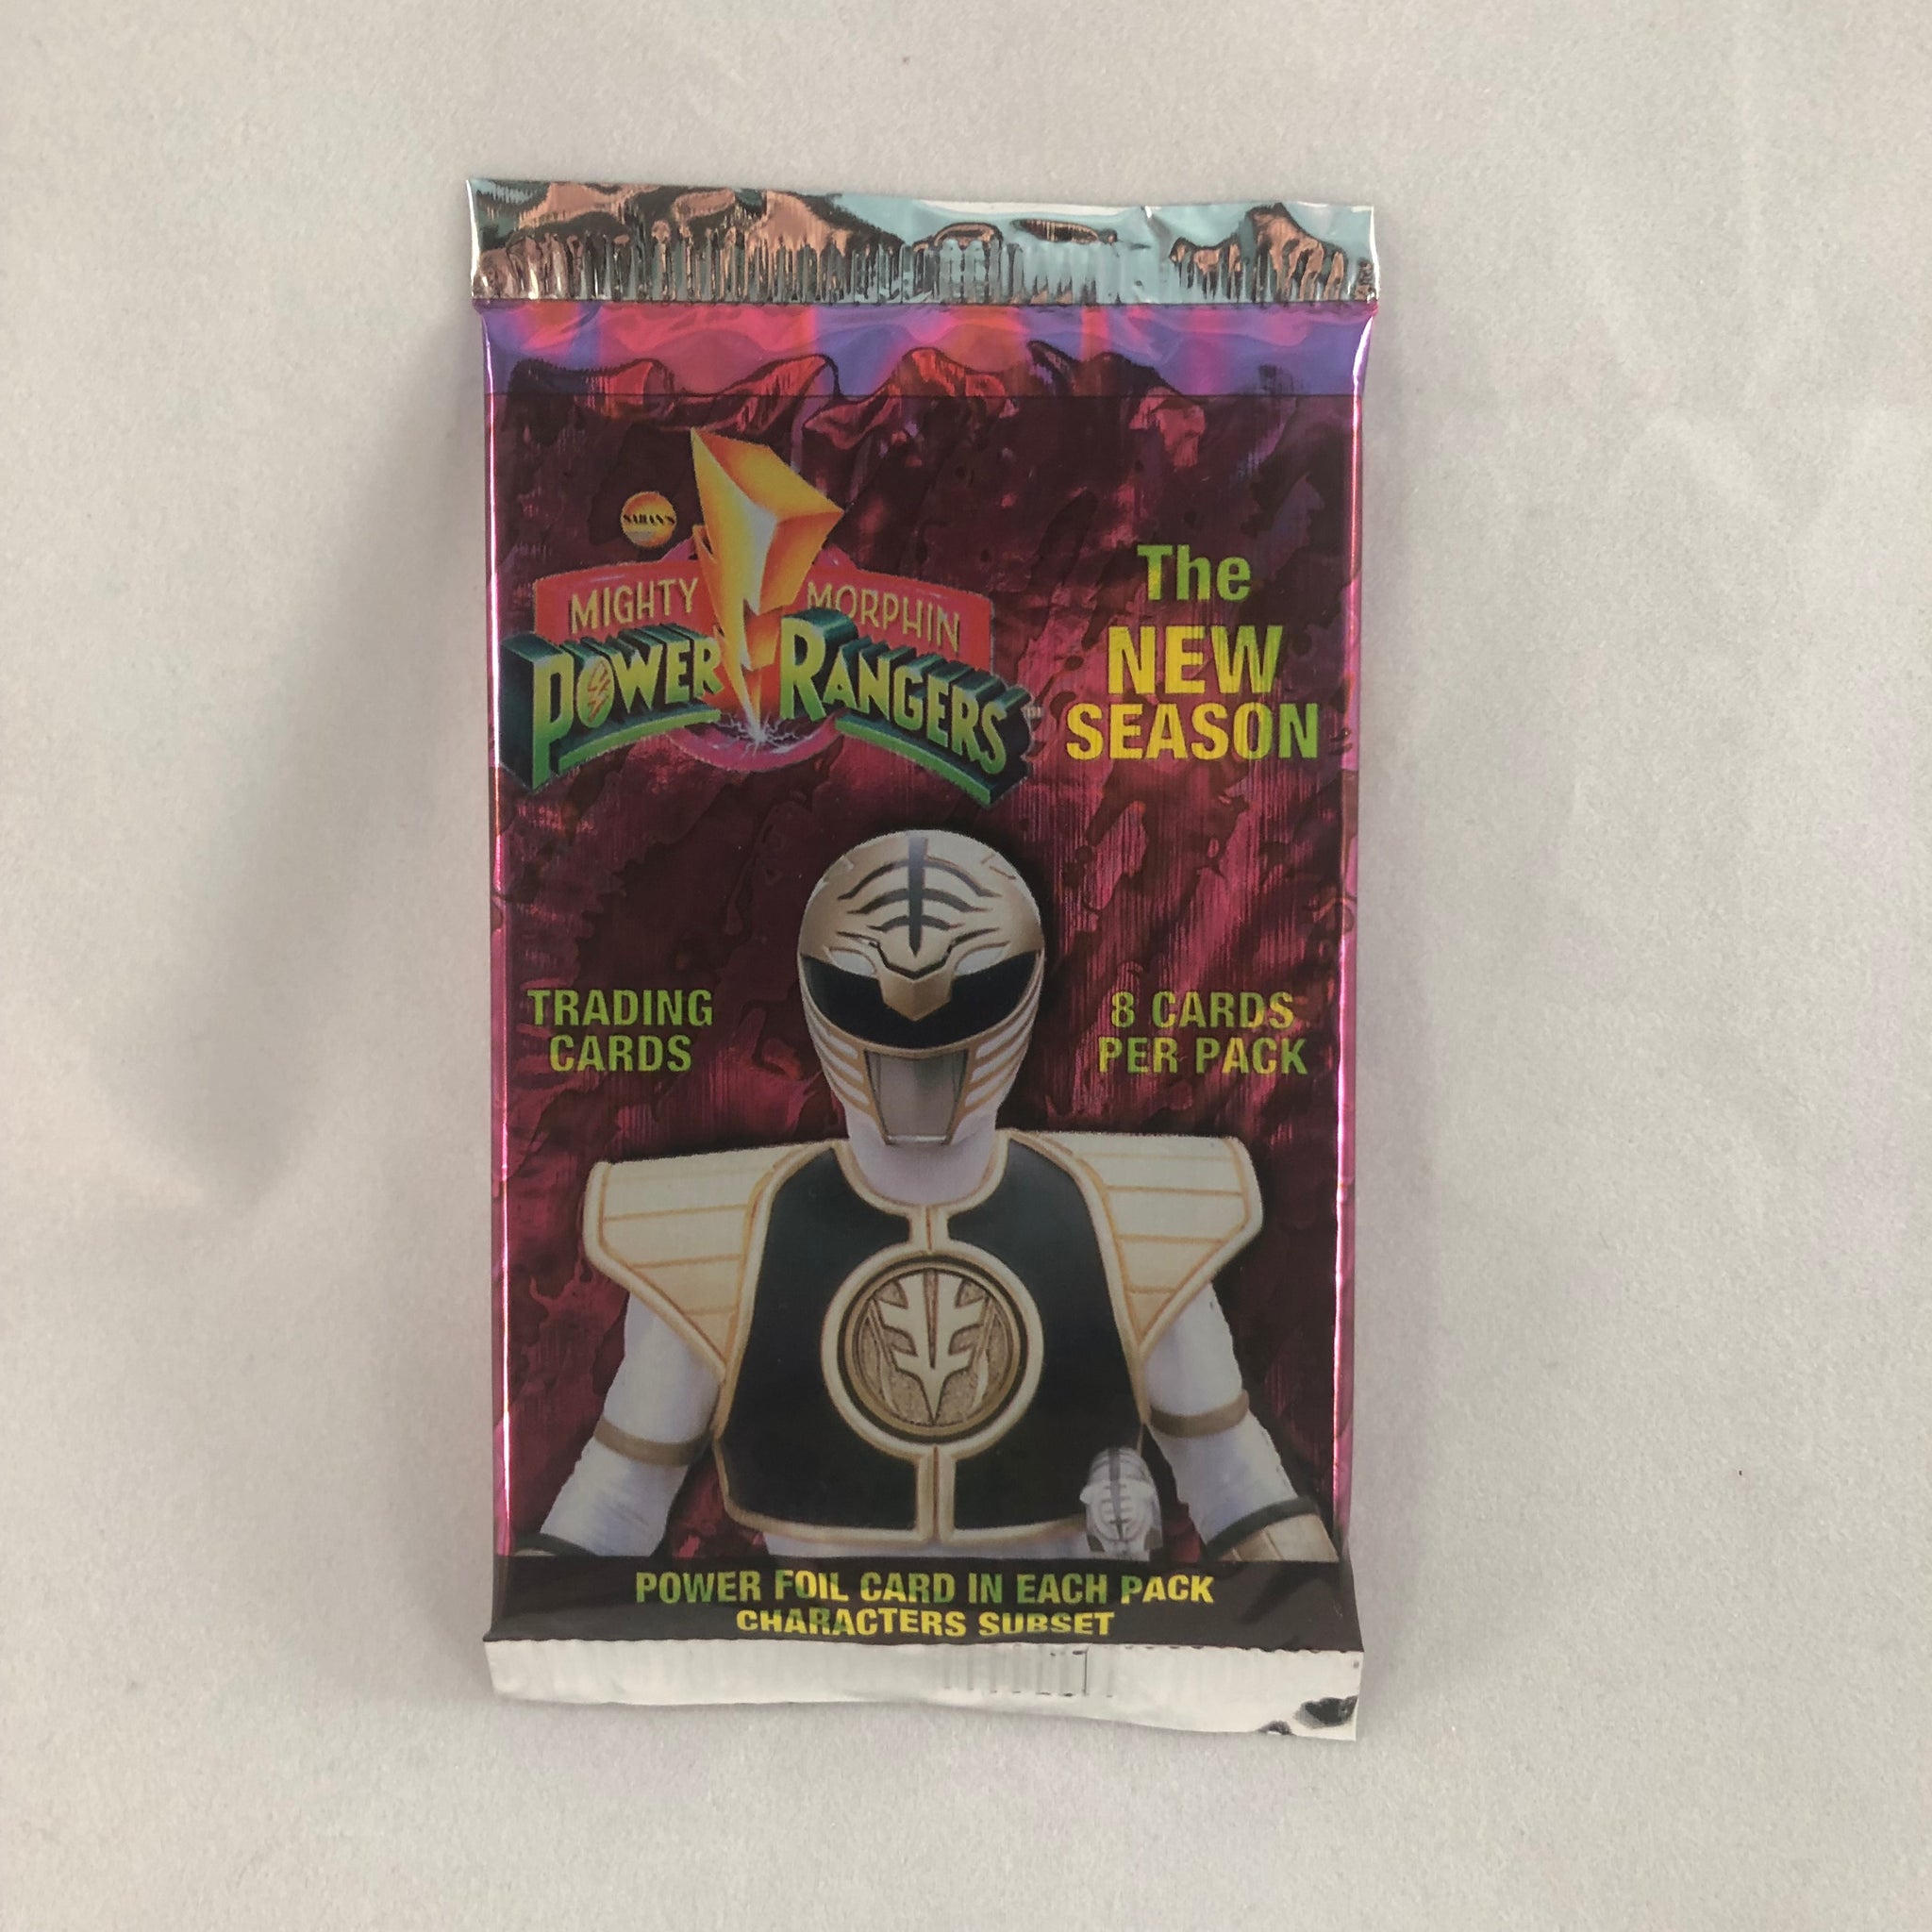 SABAN'S
MIGHTY MORPHIN
POWER RANGERS
The
NEW
SEASON
TRADING
CARDS
8 CARDS
PER PACK
POWER FOIL CARD IN EACH PACK
CHARACTERS SUBSET